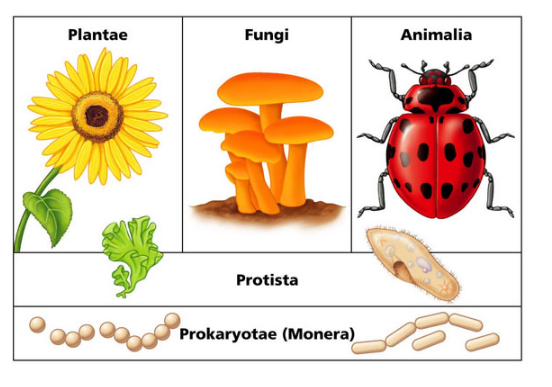 Plantae
Fungi
Animalia
Protista
Prokaryotae (Monera)